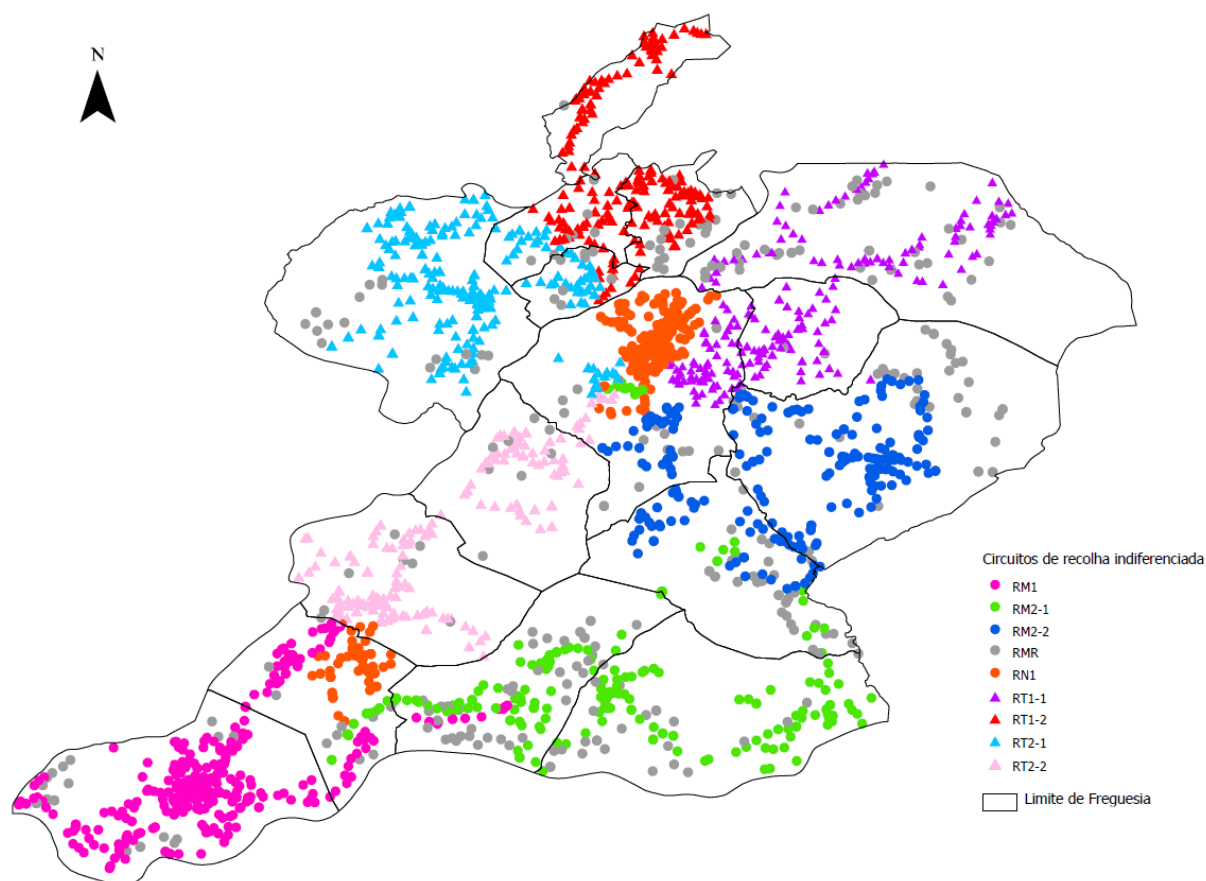 N
Circuitos de recolha indiferenciada
RM1
RM2-1
RM2-2
RMR
RN1
RT1-1
RT1-2
RT2-1
RT2-2
Limite de Freguesia